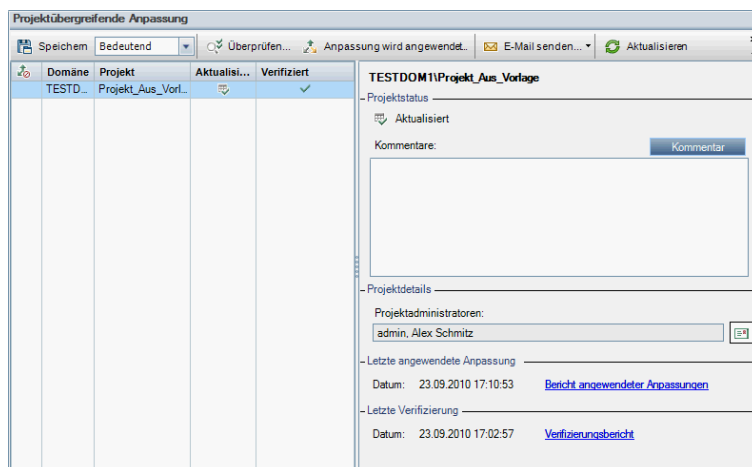 Projektübergreifende Anpassung
Speichern Bedeutend Überprüfen... Anpassung wird angewendet.. E-Mail senden... Aktualisieren
Domäne Projekt Aktualisi... Verifiziert
TESTD... Projekt_Aus_Vorl...
TESTDOM1\Projekt_Aus_Vorlage
Projektstatus
Aktualisiert
Kommentare: Kommentar
Projektdetails
Projektadministratoren:
admin, Alex Schmitz
Letzte angewendete Anpassung
Datum: 23.09.2010 17:10:53 Bericht angewendeter Anpassungen
Letzte Verifizierung
Datum: 23.09.2010 17:02:57 Verifizierungsbericht